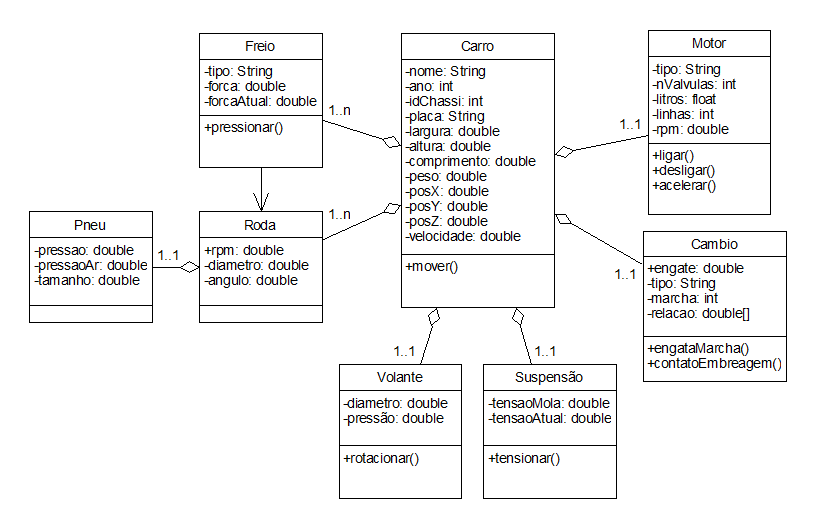 Freio
-tipo: String
-forca: double
-forcaAtual: double
+pressionar()
1..n
Carro
-nome: String
-ano: int
-idChassi: int
-placa: String
-largura: double
-altura: double
-comprimento: double
-peso: double
-posX: double
-posY: double
-posZ: double
-velocidade: double
+mover()
Motor
-tipo: String
-nValvulas: int
-litros: float
-linhas: int
-rpm: double
+ligar()
+desligar()
+acelerar()
1..1
Pneu
-pressao: double
-pressaoAr: double
-tamanho: double
1..1
Roda
+rpm: double
-diametro: double
-angulo: double
1..n
Cambio
+engate: double
-tipo: String
-marcha: int
-relacao: double[]
+engataMarcha()
+contatoEmbreagem()
1..1
1..1
Volante
-diametro: double
-pressão: double
+rotacionar()
1..1
Suspensão
-tensaoMola: double
-tensaoAtual: double
+tensionar()